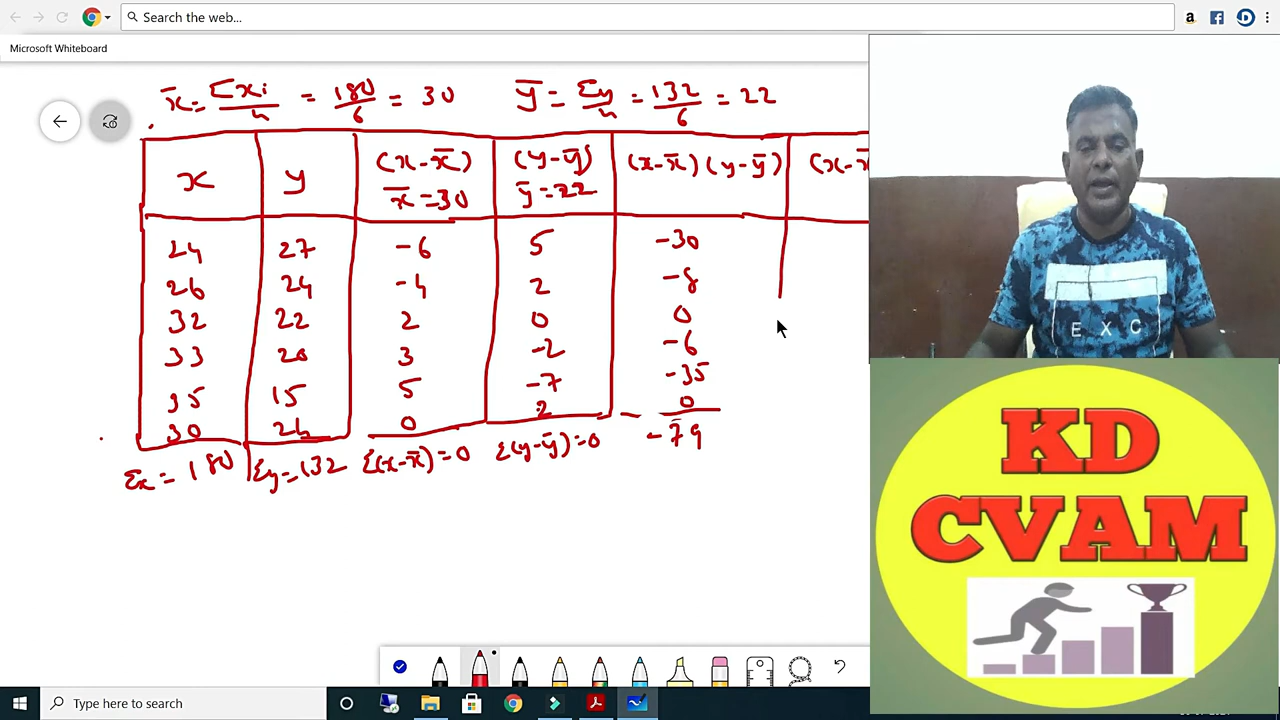 Search the web...
Microsoft Whiteboard
x̄ = Σxi/n = 180/6 = 30    ȳ = Σy/n = 132/6 = 22
x    y    (x-x̄)    (y-ȳ)    (x-x̄)(y-ȳ)    (x-x̄
x̄=30    ȳ=22
24    27    -6    5    -30
26    24    -4    2    -8
32    22    2    0    0
33    20    3    -2    -6
35    15    5    -7    -35
30    24    0    2    0
Σx = 180    Σy = 132    Σ(x-x̄) = 0    Σ(y-ȳ) = 0    -79
EXC
KD
CVAM
Type here to search